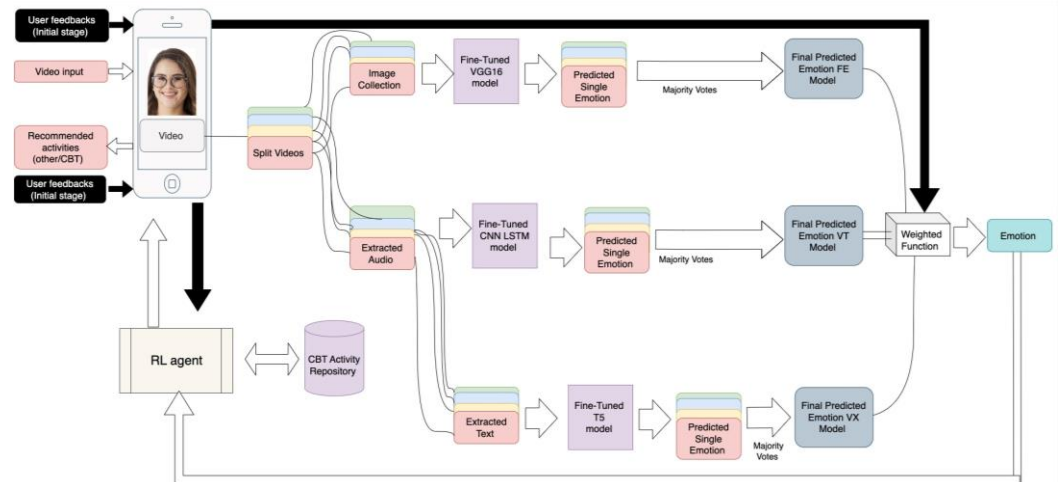 User feedbacks
(Initial stage)
Video input
Recommended
activities
(other/CBT)
User feedbacks
(Initial stage)
Video
Split Videos
Image
Collection
Fine-Tuned
VGG16
model
Predicted
Single
Emotion
Majority Votes
Final Predicted
Emotion FE
Model
Extracted
Audio
Fine-Tuned
CNN LSTM
model
Predicted
Single
Emotion
Majority Votes
Final Predicted
Emotion VT
Model
Weighted
Function
Emotion
RL agent
CBT Activity
Repository
Extracted
Text
Fine-Tuned
T5
model
Predicted
Single
Emotion
Majority
Votes
Final Predicted
Emotion VX
Model